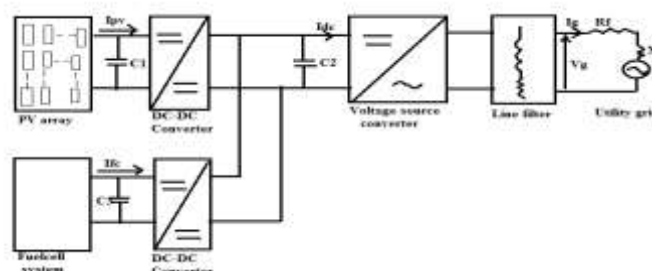 Ipv
Idc
Ig
Rf
C1
C2
Vg
PV array
DC-DC
Converter
Voltage source
converter
Line filter
Utility gri
Ifc
C3
Fuelcell
system
DC-DC
Converter